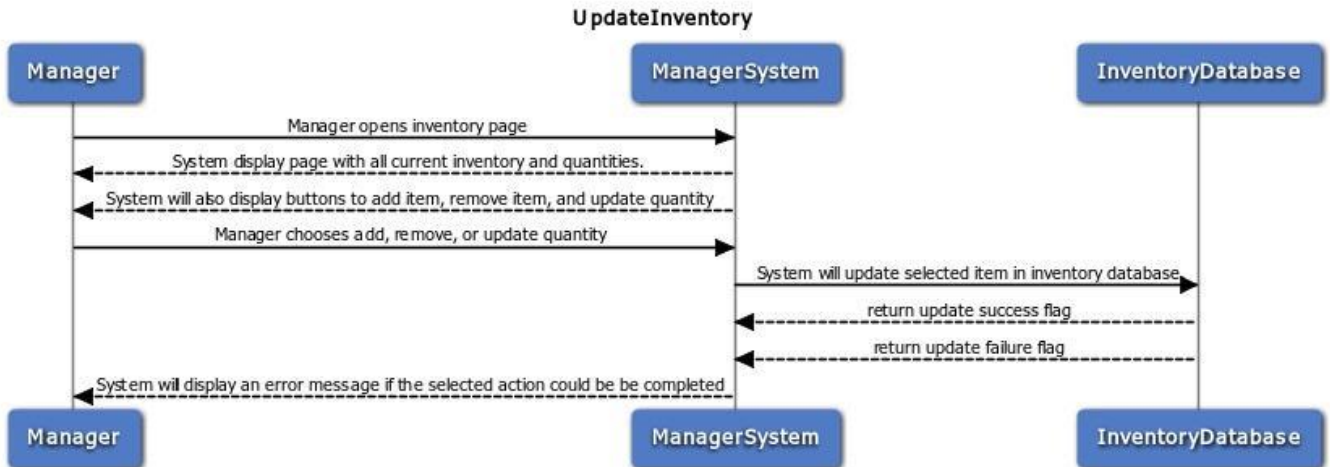 UpdateInventory
Manager ManagerSystem InventoryDatabase
Manager opens inventory page
System display page with all current inventory and quantities.
System will also display buttons to add item, remove item, and update quantity
Manager chooses add, remove, or update quantity
System will update selected item in inventory database
return update success flag
return update failure flag
System will display an error message if the selected action could be be completed
Manager ManagerSystem InventoryDatabase